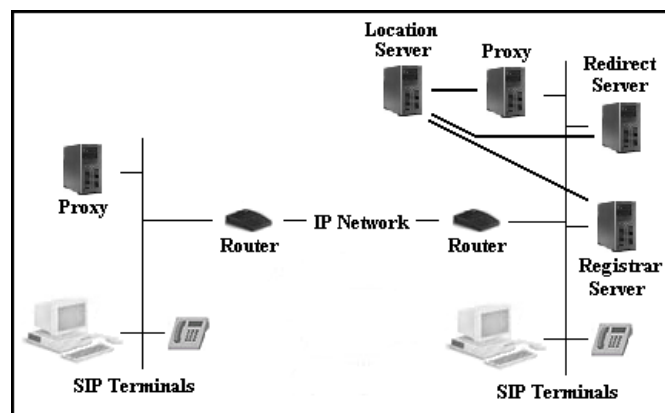 Location
Server
Proxy
Redirect
Server
Proxy
Router
IP Network
Router
Registrar
Server
SIP Terminals
SIP Terminals